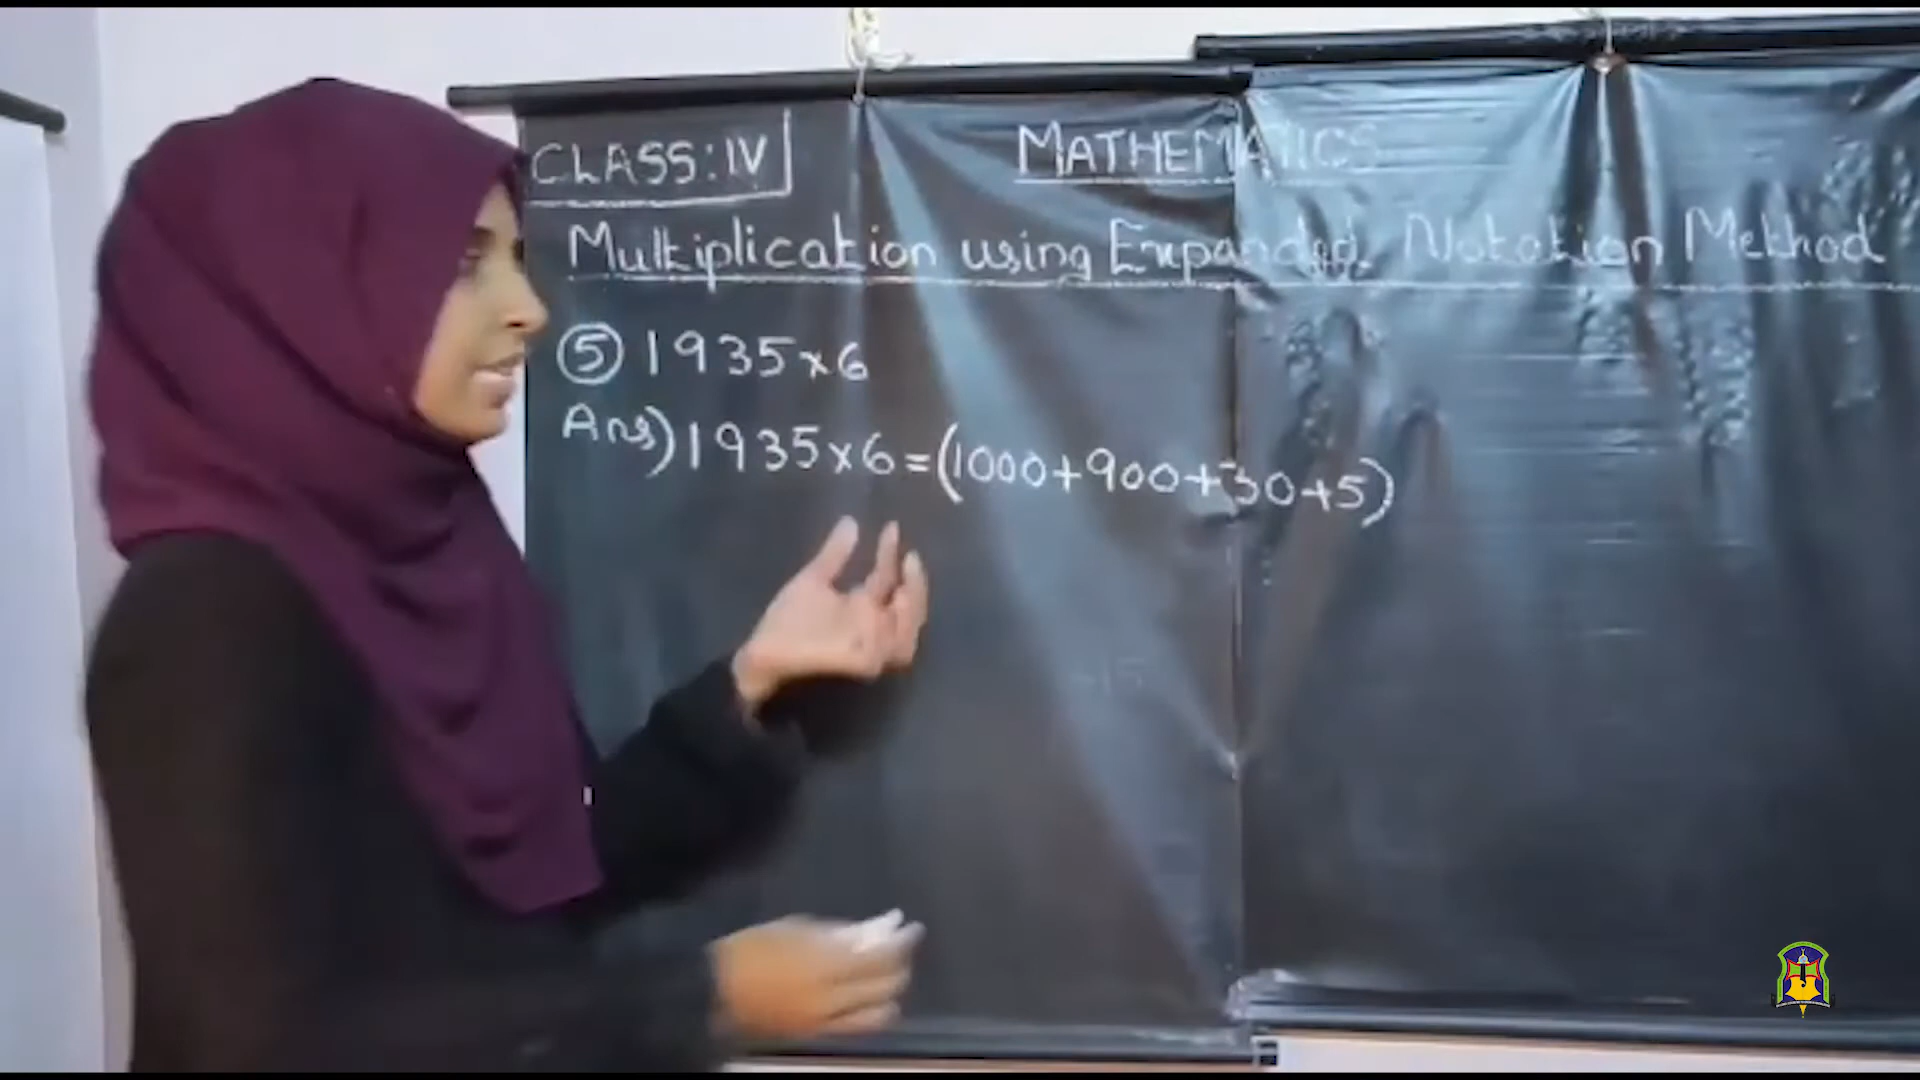 CLASS: IV
MATHEMATICS
Multiplication using Expanded Notation Method
⑤ 1935×6
Ans) 1935×6=(1000+900+30+5)